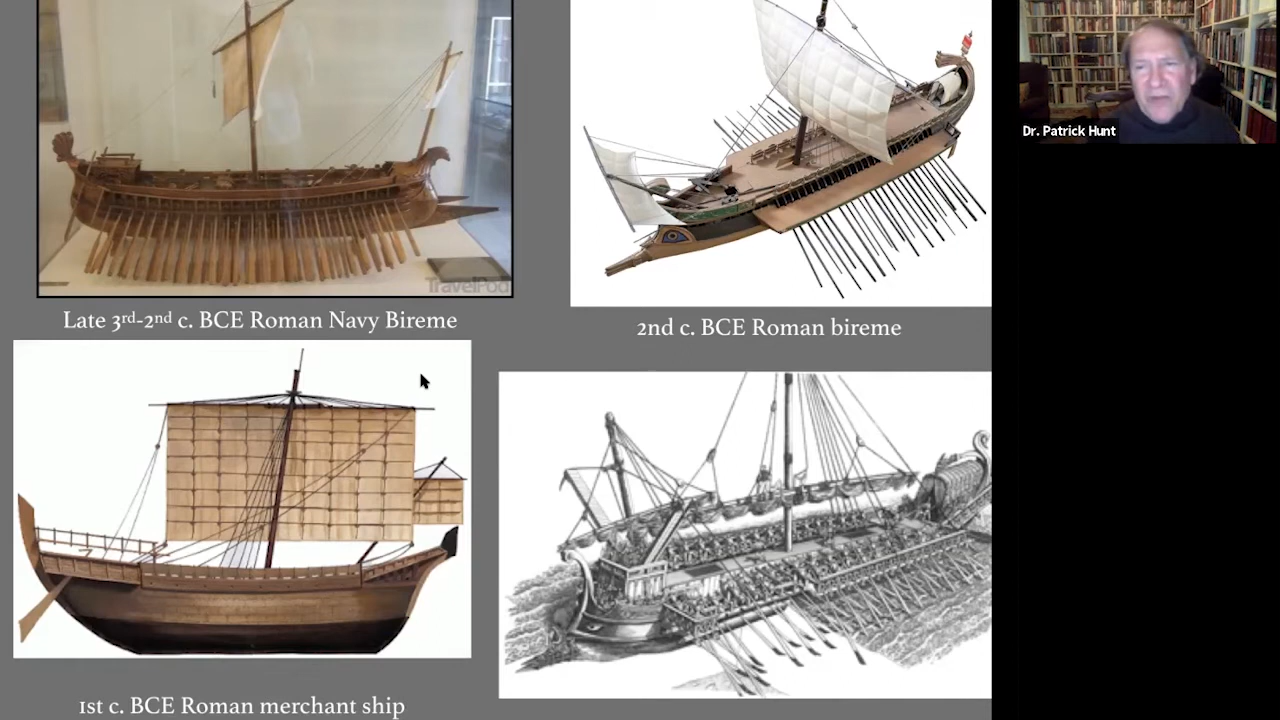 TravelPod
Late 3rd-2nd c. BCE Roman Navy Bireme
2nd c. BCE Roman bireme
1st c. BCE Roman merchant ship
Dr. Patrick Hunt